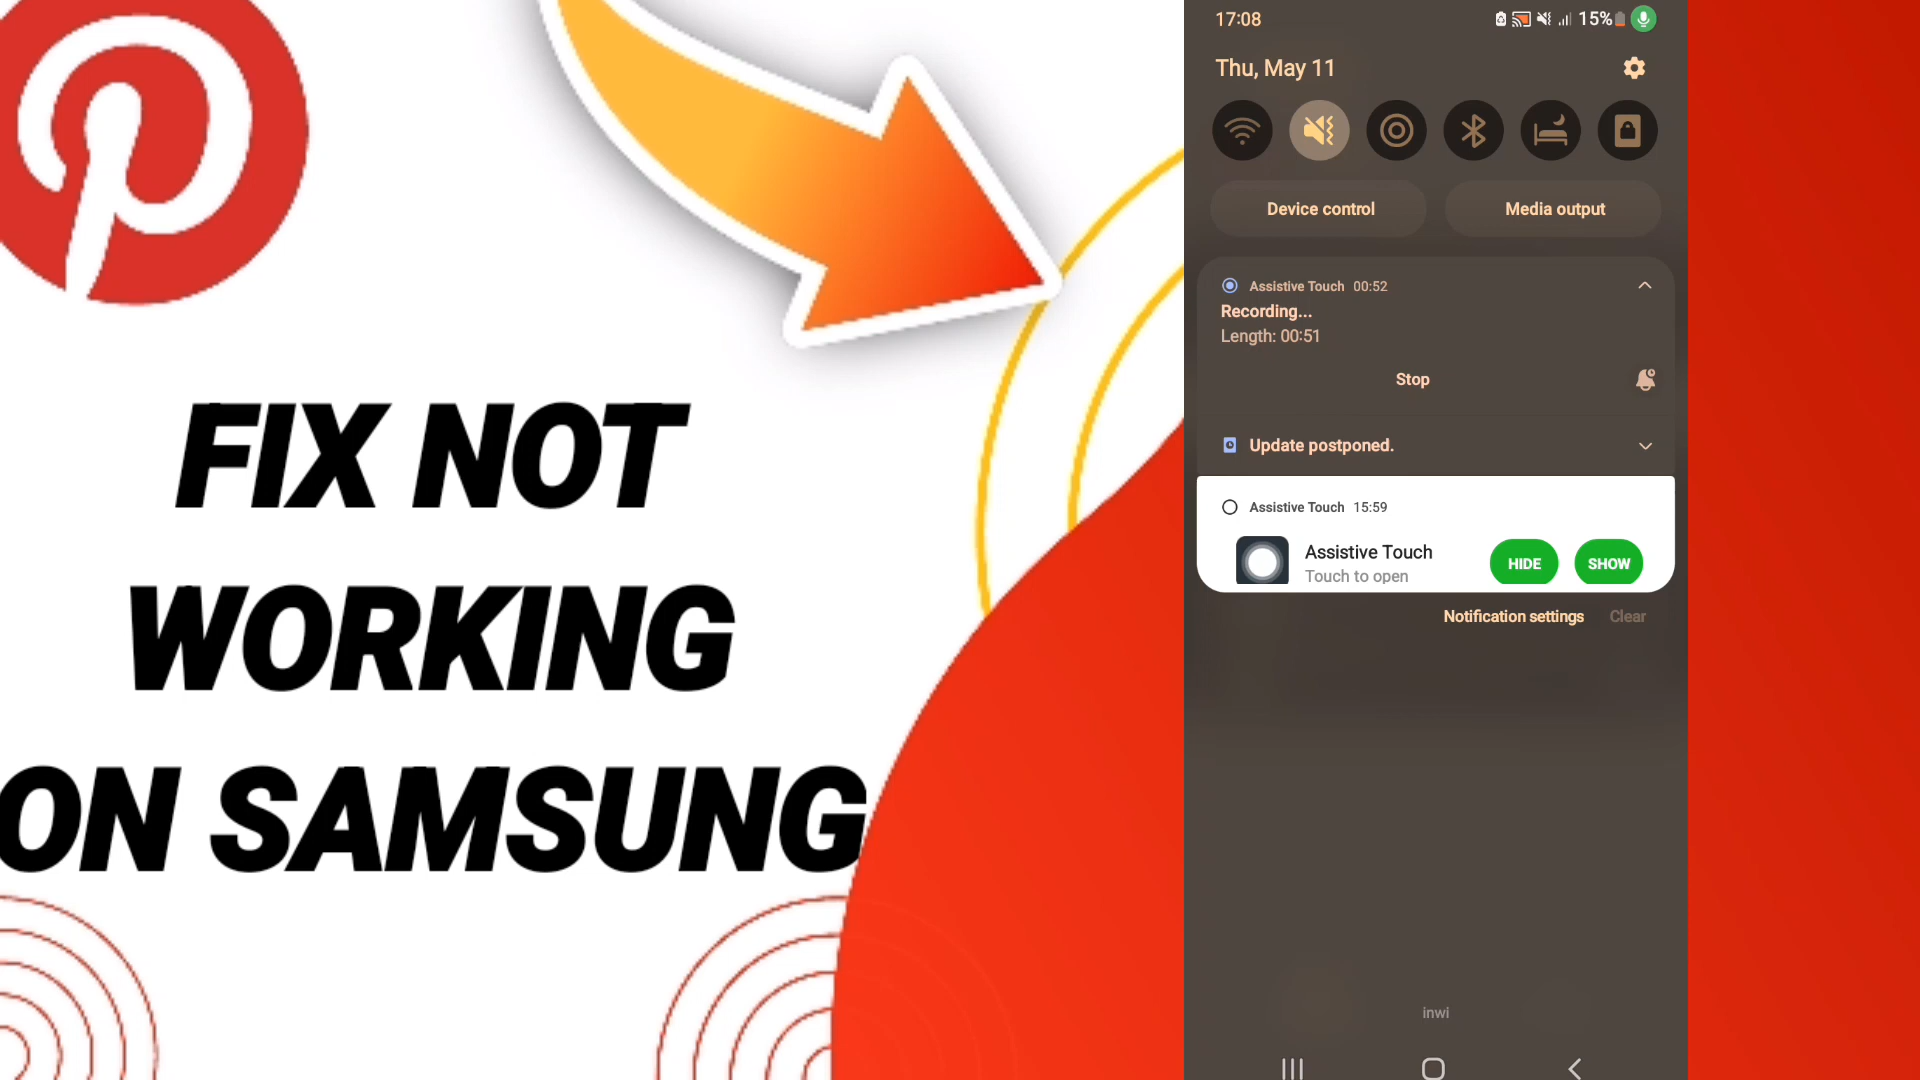 FIX NOT
WORKING
ON SAMSUNG
17:08
15%
Thu, May 11
Device control
Media output
Assistive Touch 00:52
Recording...
Length: 00:51
Stop
Update postponed.
Assistive Touch 15:59
Assistive Touch
Touch to open
HIDE
SHOW
Notification settings
Clear
inwi